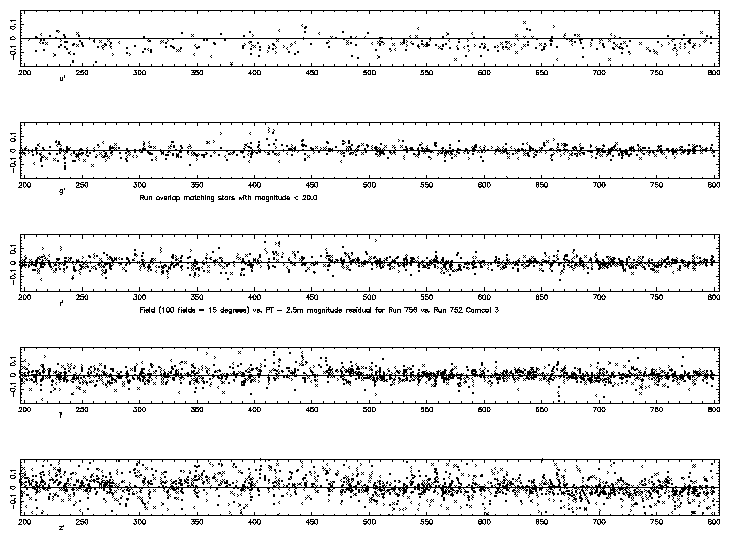 0.1
0
-0.1
200 250 300 350 400 450 500 550 600 650 700 750 800
u'
0.1
0
-0.1
200 250 300 350 400 450 500 550 600 650 700 750 800
g'
Run overlap matching stars with magnitude < 20.0
0.1
0
-0.1
200 250 300 350 400 450 500 550 600 650 700 750 800
r'
Field (100 fields = 15 degrees) vs. PT - 2.5m magnitude residual for Run 756 vs. Run 752 Camcol 3
0.1
0
-0.1
200 250 300 350 400 450 500 550 600 650 700 750 800
i'
0.1
0
-0.1
200 250 300 350 400 450 500 550 600 650 700 750 800
z'